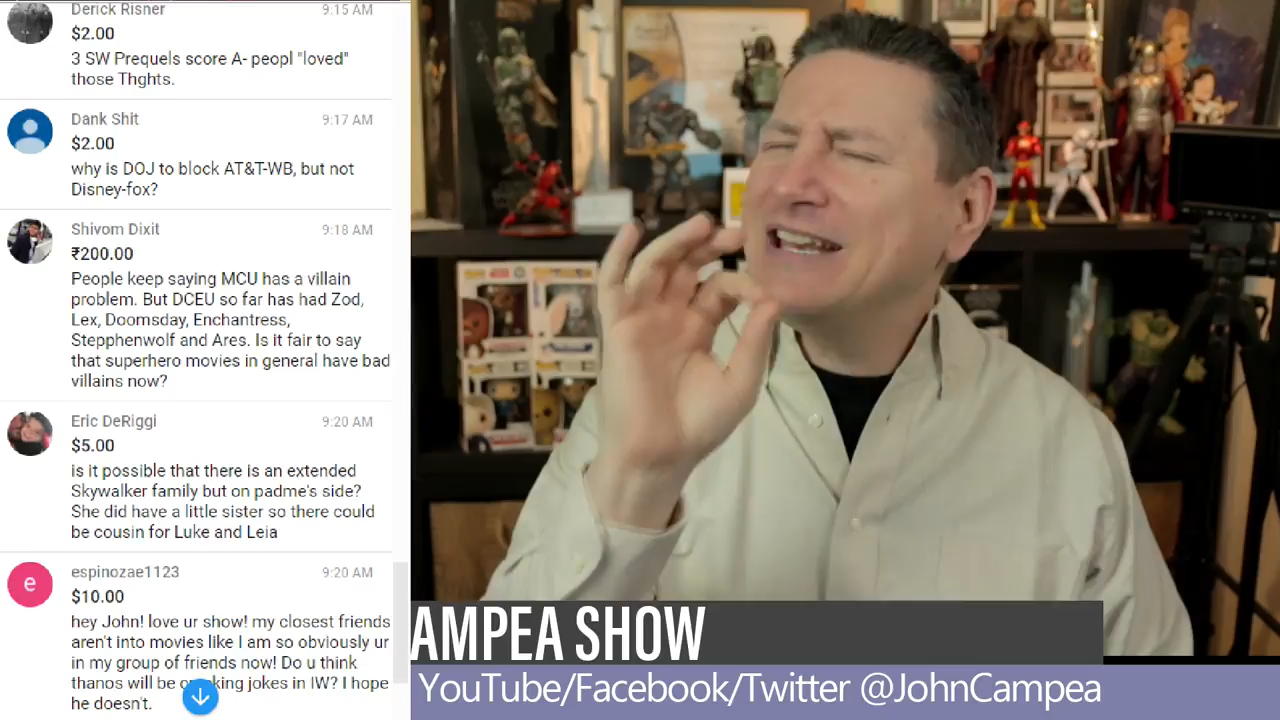 Derick Risner 9:15 AM
$2.00
3 SW Prequels score A- peopl "loved"
those Thghts.
Dank Shit 9:17 AM
$2.00
why is DOJ to block AT&T-WB, but not
Disney-fox?
Shivom Dixit 9:18 AM
₹200.00
People keep saying MCU has a villain
problem. But DCEU so far has had Zod,
Lex, Doomsday, Enchantress,
Stepphenwolf and Ares. Is it fair to say
that superhero movies in general have bad
villains now?
Eric DeRiggi 9:20 AM
$5.00
is it possible that there is an extended
Skywalker family but on padme's side?
She did have a little sister so there could
be cousin for Luke and Leia
e
espinozae1123 9:20 AM
$10.00
hey John! love ur show! my closest friends
aren't into movies like I am so obviously ur
in my group of friends now! Do u think
thanos will be jokes in IW? I hope
he doesn't.
AMPEA SHOW
YouTube/Facebook/Twitter @JohnCampea